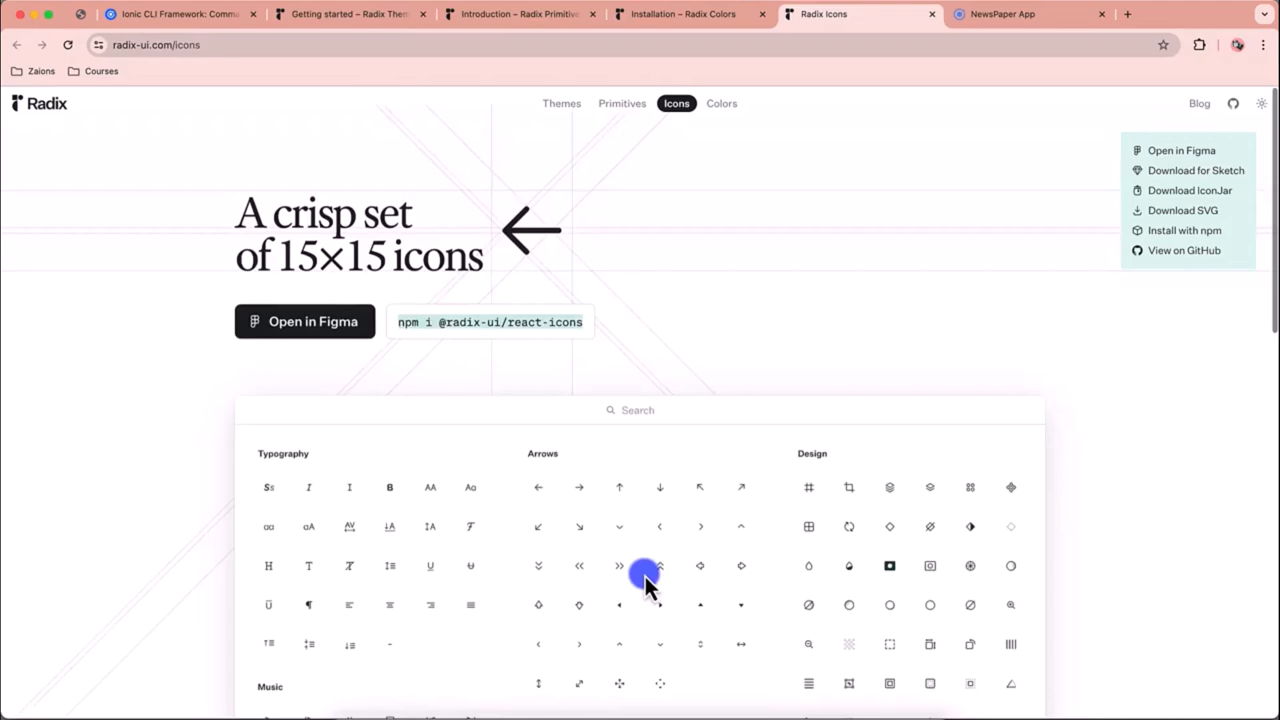 Ionic CLI Framework: Comma
Getting started – Radix Them
Introduction – Radix Primitive
Installation – Radix Colors
Radix Icons
NewsPaper App
radix-ui.com/icons
Zaions
Courses
Radix
Themes
Primitives
Icons
Colors
Blog
Open in Figma
Download for Sketch
Download IconJar
Download SVG
Install with npm
View on GitHub
A crisp set
of 15×15 icons
Open in Figma
npm i @radix-ui/react-icons
Search
Typography
Arrows
Design
Music